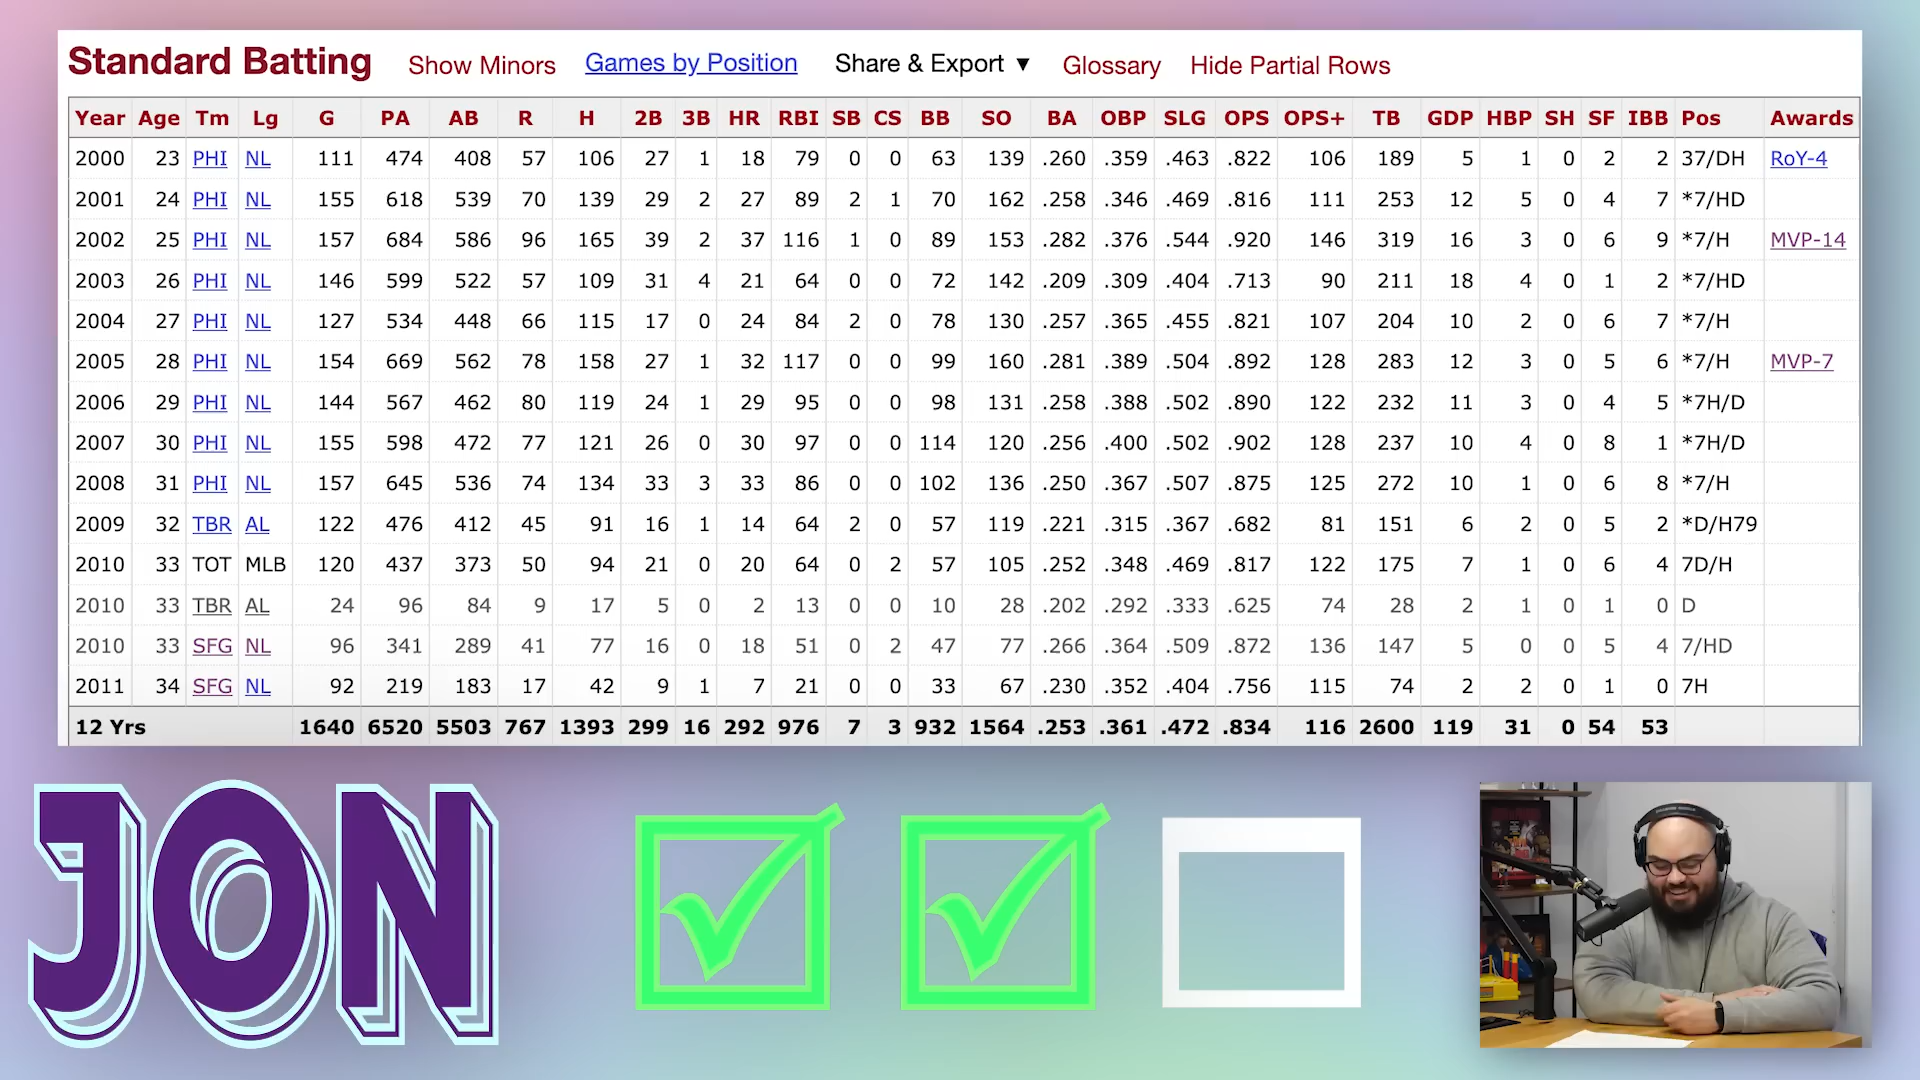 Standard Batting Show Minors Games by Position Share & Export ▼ Glossary Hide Partial Rows
Year Age Tm Lg G PA AB R H 2B 3B HR RBI SB CS BB SO BA OBP SLG OPS OPS+ TB GDP HBP SH SF IBB Pos Awards
2000 23 PHI NL 111 474 408 57 106 27 1 18 79 0 0 63 139 .260 .359 .463 .822 106 189 5 1 0 2 2 37/DH RoY-4
2001 24 PHI NL 155 618 539 70 139 29 2 27 89 2 1 70 162 .258 .346 .469 .816 111 253 12 5 0 4 7 *7/HD
2002 25 PHI NL 157 684 586 96 165 39 2 37 116 1 0 89 153 .282 .376 .544 .920 146 319 16 3 0 6 9 *7/H MVP-14
2003 26 PHI NL 146 599 522 57 109 31 4 21 64 0 0 72 142 .209 .309 .404 .713 90 211 18 4 0 1 2 *7/HD
2004 27 PHI NL 127 534 448 66 115 17 0 24 84 2 0 78 130 .257 .365 .455 .821 107 204 10 2 0 6 7 *7/H
2005 28 PHI NL 154 669 562 78 158 27 1 32 117 0 0 99 160 .281 .389 .504 .892 128 283 12 3 0 5 6 *7/H MVP-7
2006 29 PHI NL 144 567 462 80 119 24 1 29 95 0 0 98 131 .258 .388 .502 .890 122 232 11 3 0 4 5 *7H/D
2007 30 PHI NL 155 598 472 77 121 26 0 30 97 0 0 114 120 .256 .400 .502 .902 128 237 10 4 0 8 1 *7H/D
2008 31 PHI NL 157 645 536 74 134 33 3 33 86 0 0 102 136 .250 .367 .507 .875 125 272 10 1 0 6 8 *7/H
2009 32 TBR AL 122 476 412 45 91 16 1 14 64 2 0 57 119 .221 .315 .367 .682 81 151 6 2 0 5 2 *D/H79
2010 33 TOT MLB 120 437 373 50 94 21 0 20 64 0 2 57 105 .252 .348 .469 .817 122 175 7 1 0 6 4 7D/H
2010 33 TBR AL 24 96 84 9 17 5 0 2 13 0 0 10 28 .202 .292 .333 .625 74 28 2 1 0 1 0 D
2010 33 SFG NL 96 341 289 41 77 16 0 18 51 0 2 47 77 .266 .364 .509 .872 136 147 5 0 0 5 4 7/HD
2011 34 SFG NL 92 219 183 17 42 9 1 7 21 0 0 33 67 .230 .352 .404 .756 115 74 2 2 0 1 0 7H
12 Yrs 1640 6520 5503 767 1393 299 16 292 976 7 3 932 1564 .253 .361 .472 .834 116 2600 119 31 0 54 53
JON